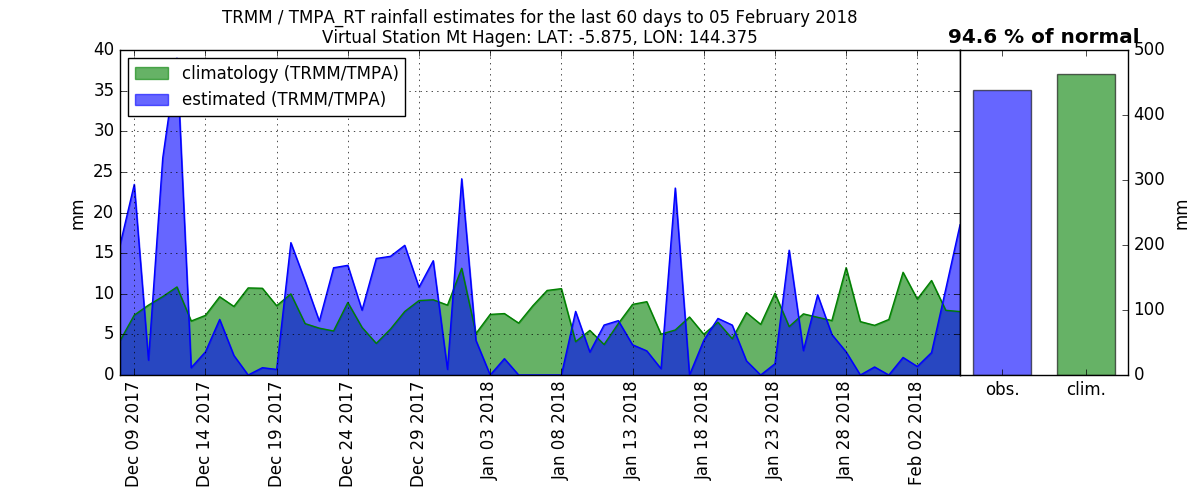 TRMM / TMPA_RT rainfall estimates for the last 60 days to 05 February 2018
Virtual Station Mt Hagen: LAT: -5.875, LON: 144.375
94.6 % of normal
climatology (TRMM/TMPA)
estimated (TRMM/TMPA)
40
35
30
25
20
15
10
5
0
mm
500
400
300
200
100
0
mm
obs.
clim.
Dec 09 2017
Dec 14 2017
Dec 19 2017
Dec 24 2017
Dec 29 2017
Jan 03 2018
Jan 08 2018
Jan 13 2018
Jan 18 2018
Jan 23 2018
Jan 28 2018
Feb 02 2018